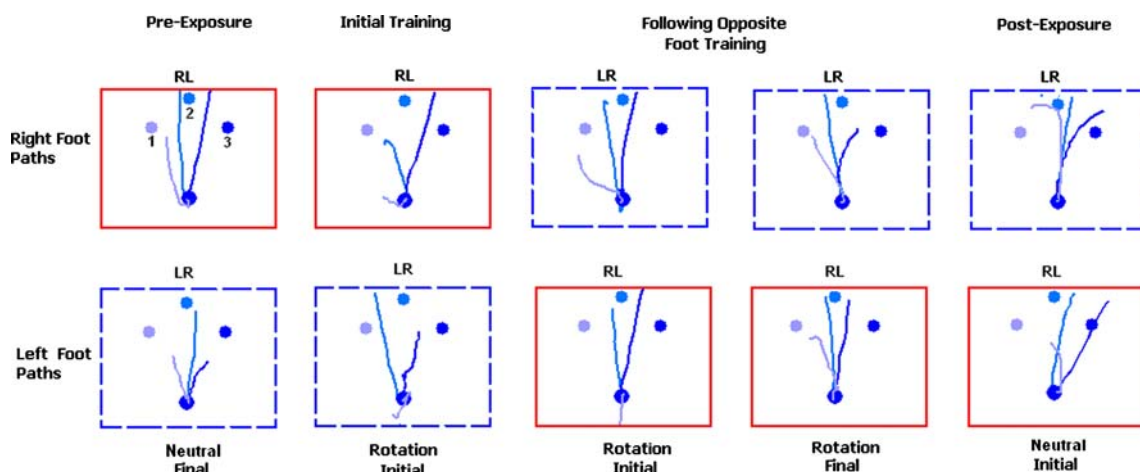 Pre-Exposure
Initial Training
Following Opposite
Foot Training
Post-Exposure
RL
RL
LR
LR
LR
Right Foot
Paths
1
2
3
LR
LR
RL
RL
RL
Left Foot
Paths
Neutral
Final
Rotation
Initial
Rotation
Initial
Rotation
Final
Neutral
Initial